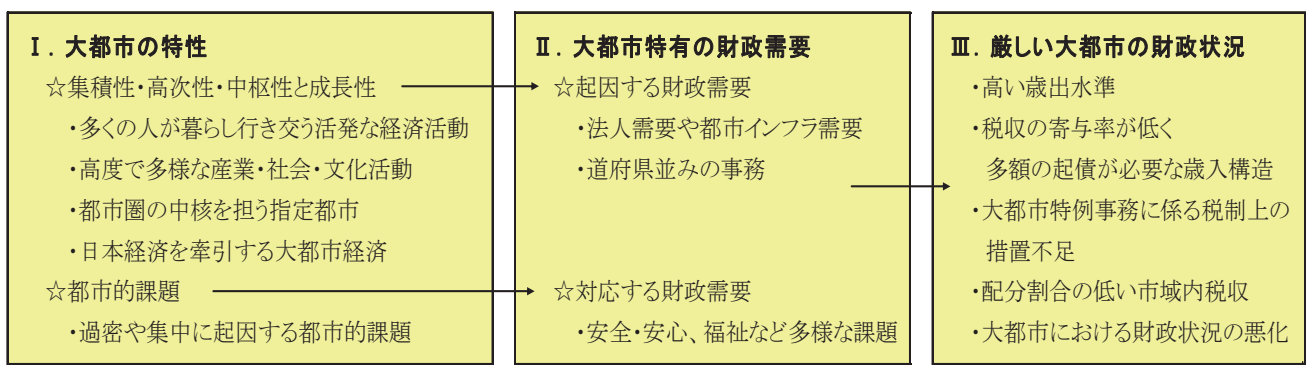 Ⅰ. 大都市の特性
☆集積性・高次性・中枢性と成長性
・多くの人が暮らし行き交う活発な経済活動
・高度で多様な産業・社会・文化活動
・都市圏の中核を担う指定都市
・日本経済を牽引する大都市経済
☆都市的課題
・過密や集中に起因する都市的課題
Ⅱ. 大都市特有の財政需要
☆起因する財政需要
・法人需要や都市インフラ需要
・道府県並みの事務
☆対応する財政需要
・安全・安心、福祉など多様な課題
Ⅲ. 厳しい大都市の財政状況
・高い歳出水準
・税収の寄与率が低く
多額の起債が必要な歳入構造
・大都市特例事務に係る税制上の
措置不足
・配分割合の低い市域内税収
・大都市における財政状況の悪化